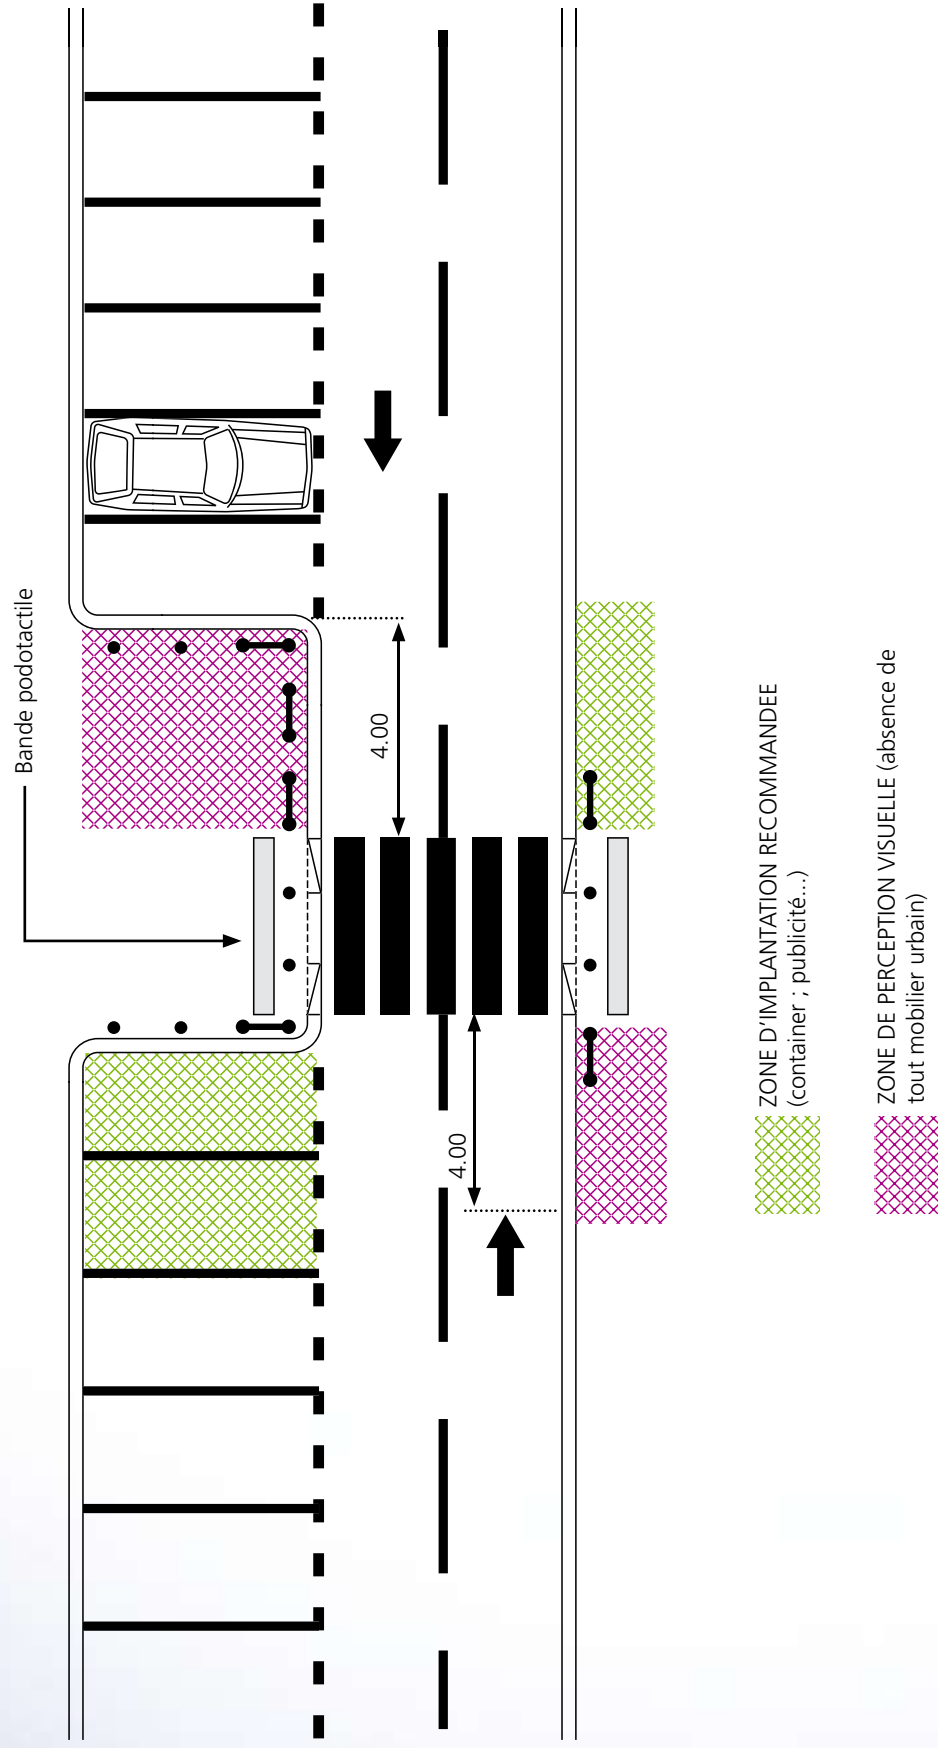 Bande podotactile
4.00
4.00
ZONE D'IMPLANTATION RECOMMANDEE
(container ; publicité...)
ZONE DE PERCEPTION VISUELLE (absence de
tout mobilier urbain)